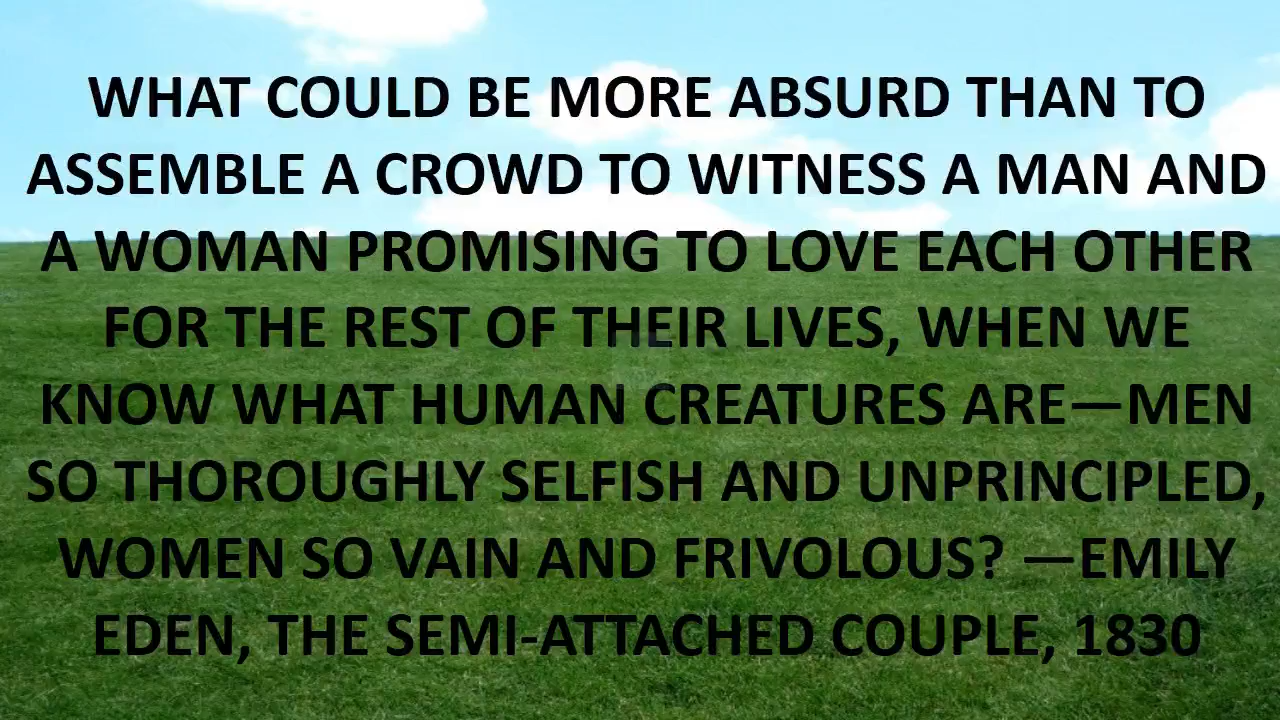 WHAT COULD BE MORE ABSURD THAN TO
ASSEMBLE A CROWD TO WITNESS A MAN AND
A WOMAN PROMISING TO LOVE EACH OTHER
FOR THE REST OF THEIR LIVES, WHEN WE
KNOW WHAT HUMAN CREATURES ARE—MEN
SO THOROUGHLY SELFISH AND UNPRINCIPLED,
WOMEN SO VAIN AND FRIVOLOUS? —EMILY
EDEN, THE SEMI-ATTACHED COUPLE, 1830